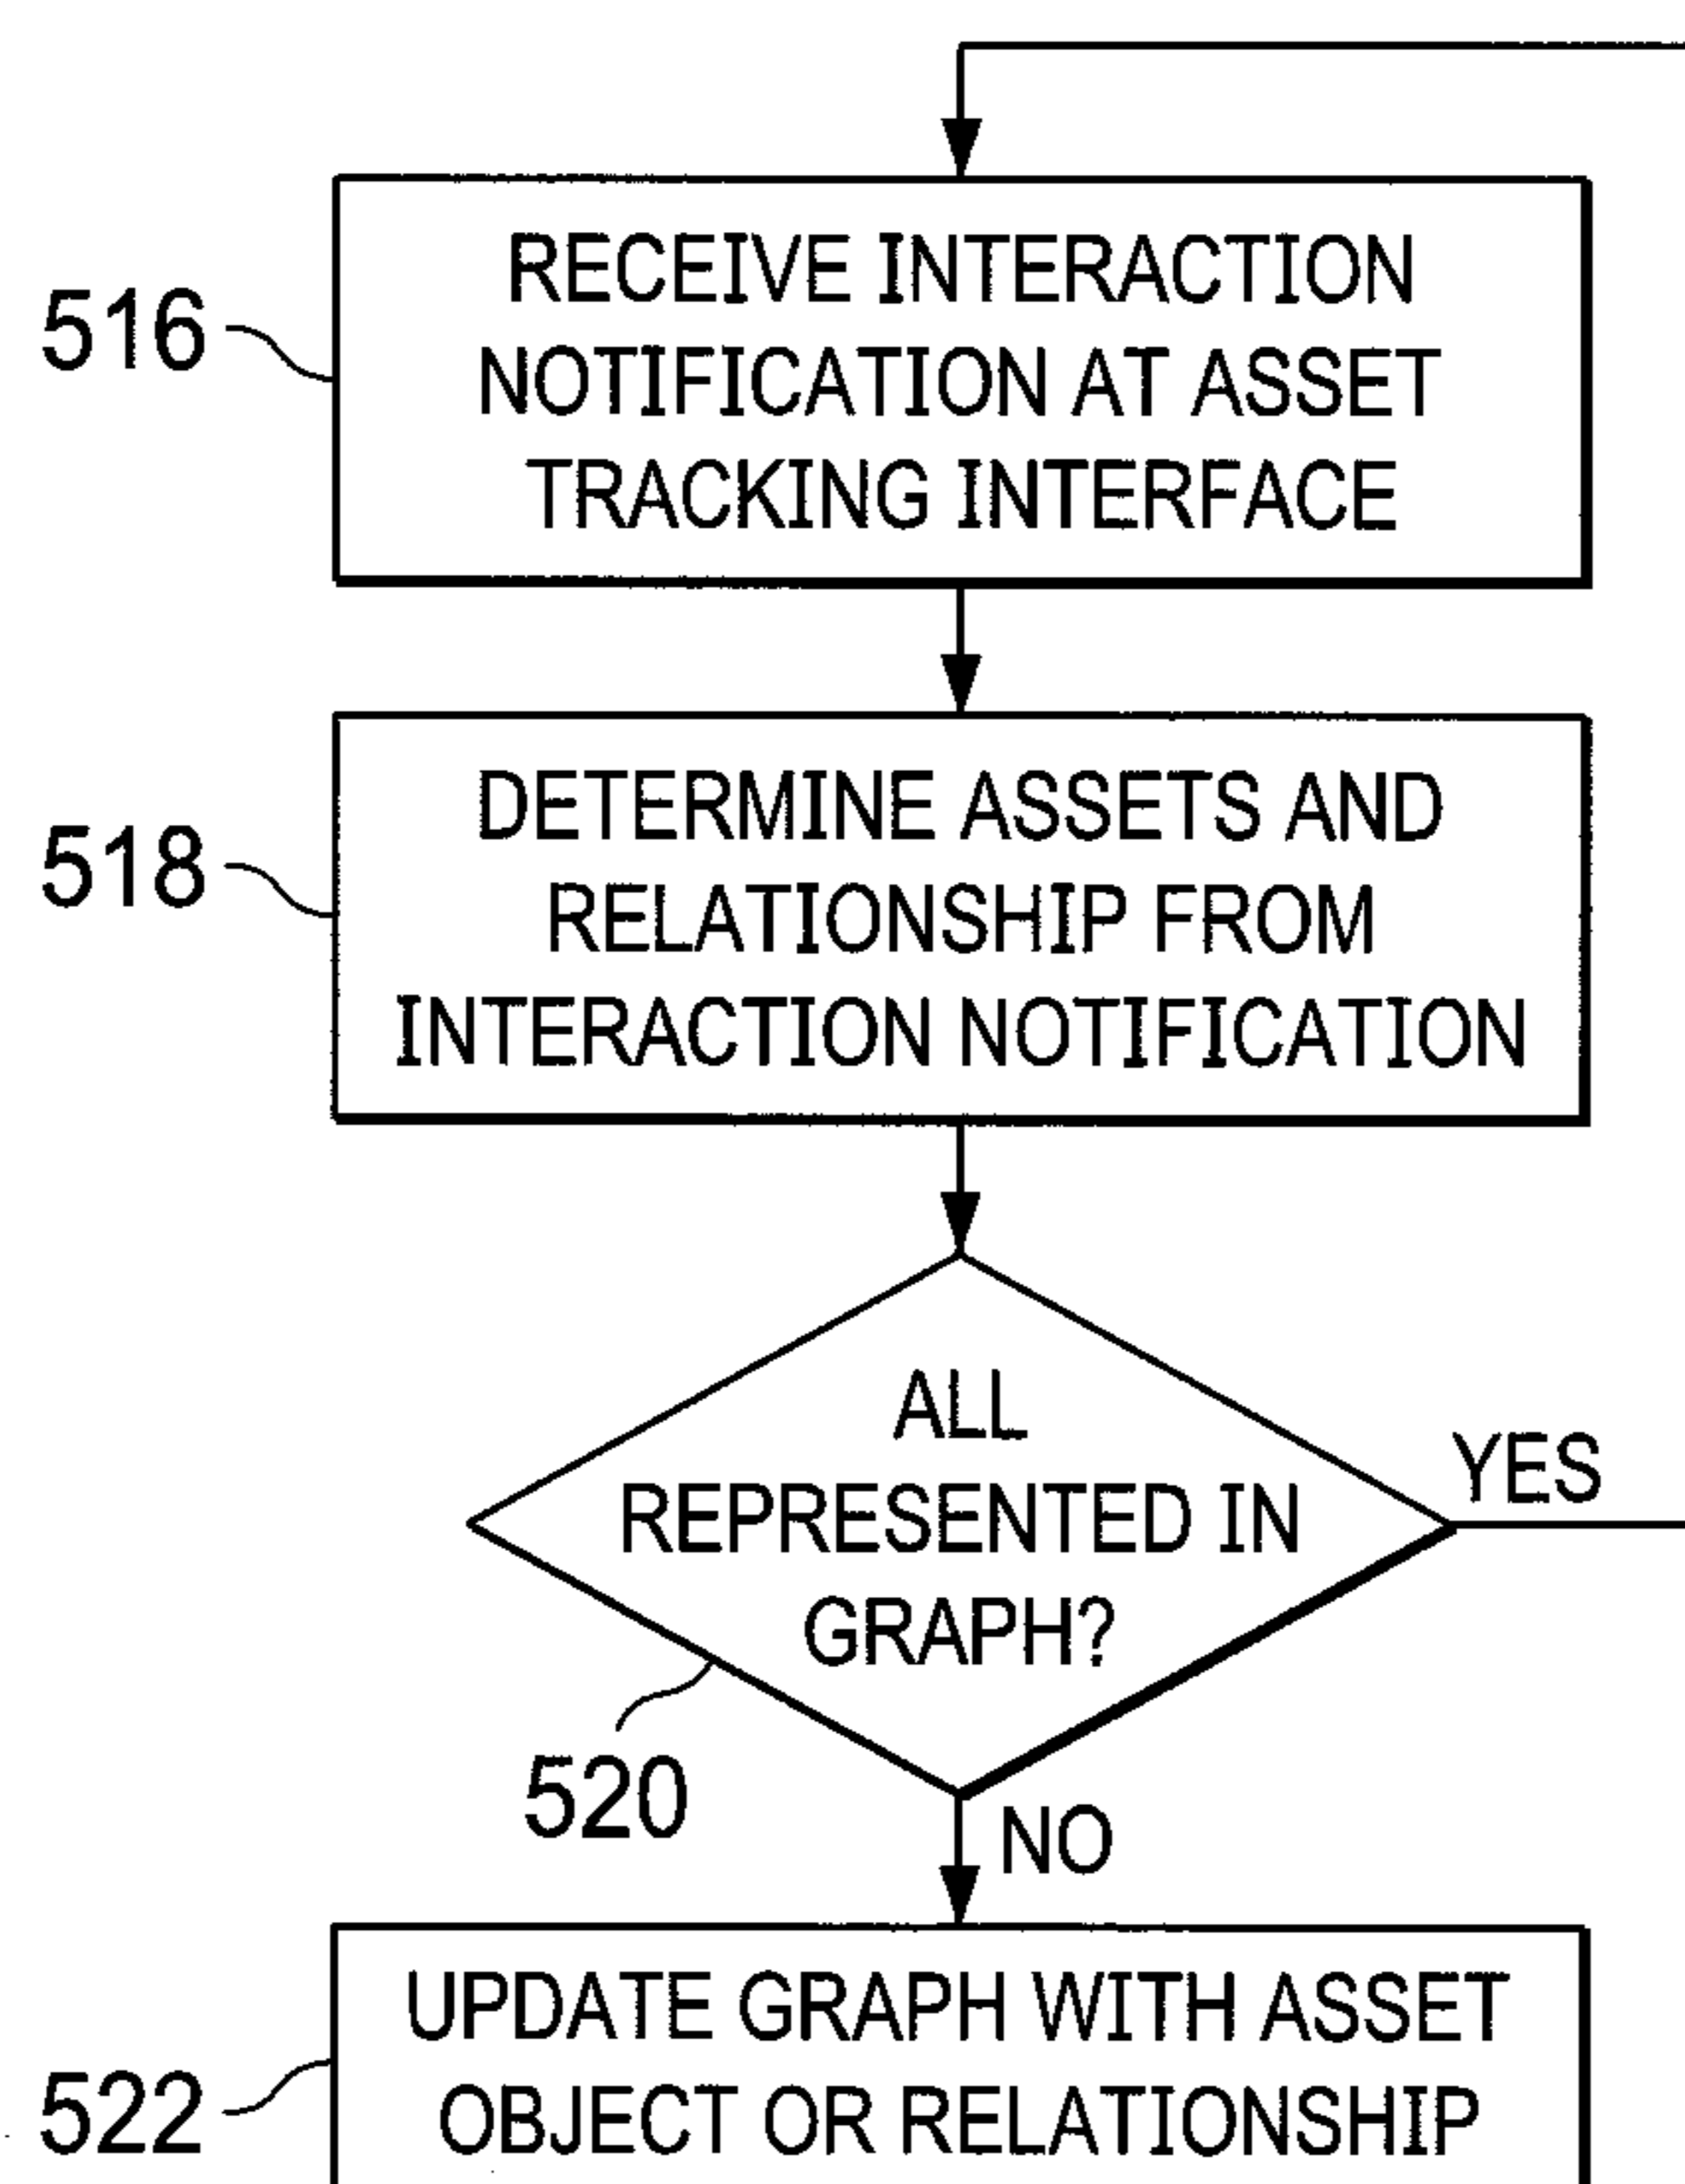 516
RECEIVE INTERACTION
NOTIFICATION AT ASSET
TRACKING INTERFACE
518
DETERMINE ASSETS AND
RELATIONSHIP FROM
INTERACTION NOTIFICATION
ALL
REPRESENTED IN
GRAPH?
YES
520
NO
522
UPDATE GRAPH WITH ASSET
OBJECT OR RELATIONSHIP